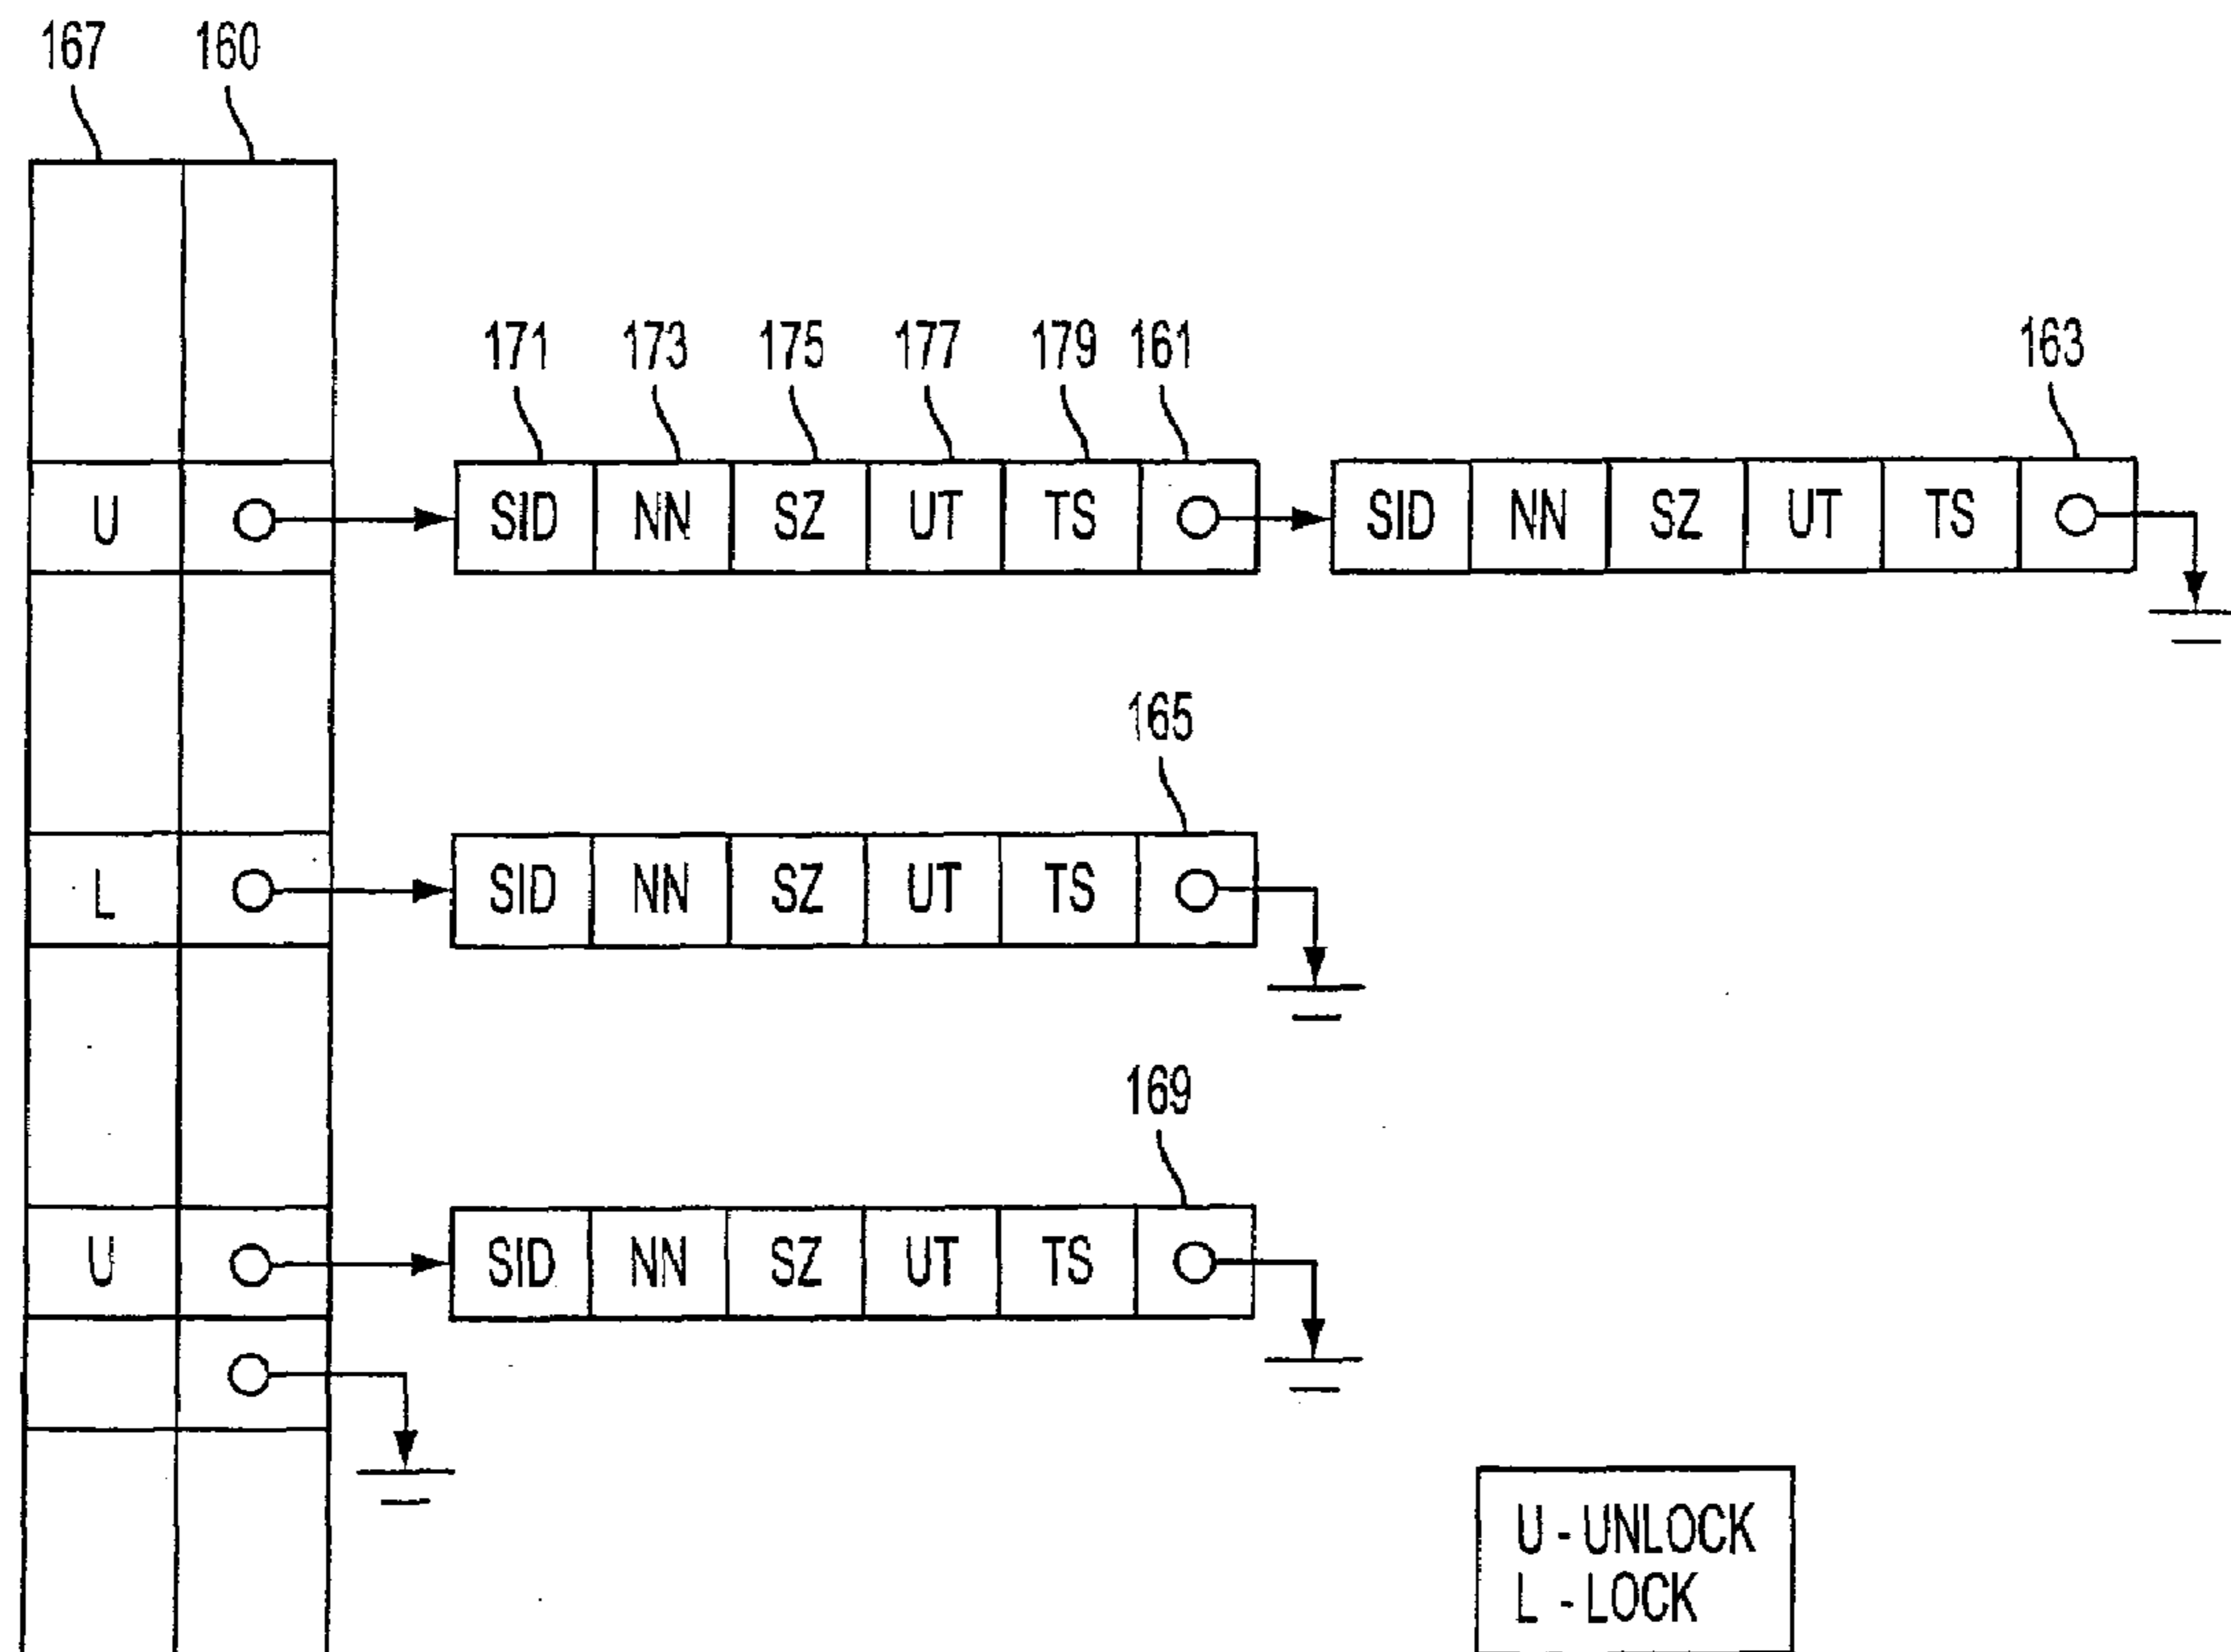 167 160
171 173 175 177 179 161 163
U SID NN SZ UT TS SID NN SZ UT TS
165
L SID NN SZ UT TS
169
U SID NN SZ UT TS
U - UNLOCK
L - LOCK